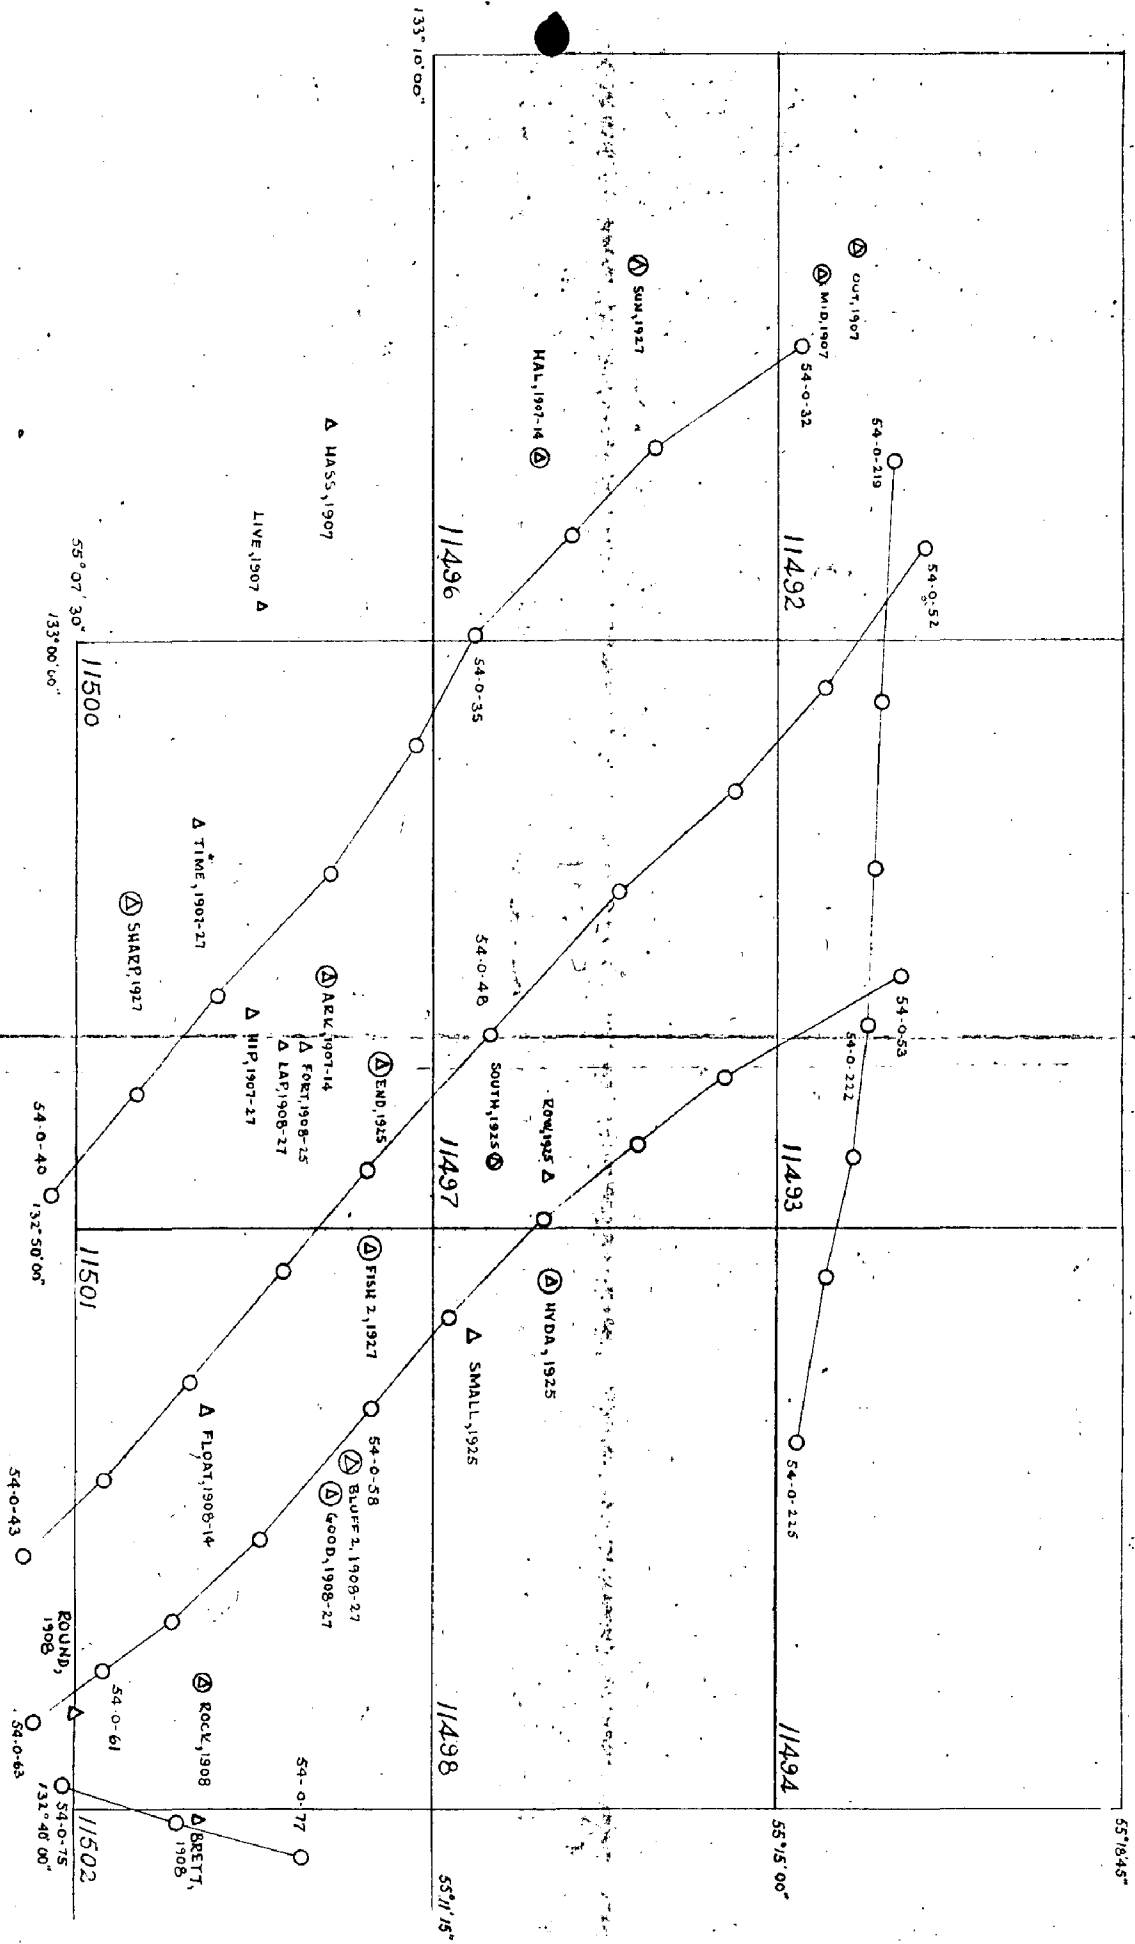 55°18'45"
54-0-52
OUT, 1907
54-0-219
54-0-53
54-0-222
MID, 1907
54-0-32
11492
11493
54-0-225
11494
55°15'00"
SUN, 1927
HAL, 1907-14
ROW, 1925
HYDA, 1925
SOUTH, 1925
54-0-48
54-0-35
SMALL, 1925
133°10'00"
11496
11497
11498
55°11'15"
END, 1925
FISH 2, 1927
54-0-58
BLUFF 2, 1908-27
GOOD, 1908-27
HASS, 1907
ARK, 1907-14
FORT, 1908-25
LAP, 1908-27
54-0-77
LIVE, 1907
HIP, 1907-27
FLOAT, 1908-14
TIME, 1907-27
ROCK, 1908
BRETT,
1908
SHARP, 1927
54-0-61
55°07'30"
11500
11501
11502
133°00'00"
54-0-40
132°50'00"
ROUND,
1908
54-0-75
132°40'00"
54-0-43
54-0-63